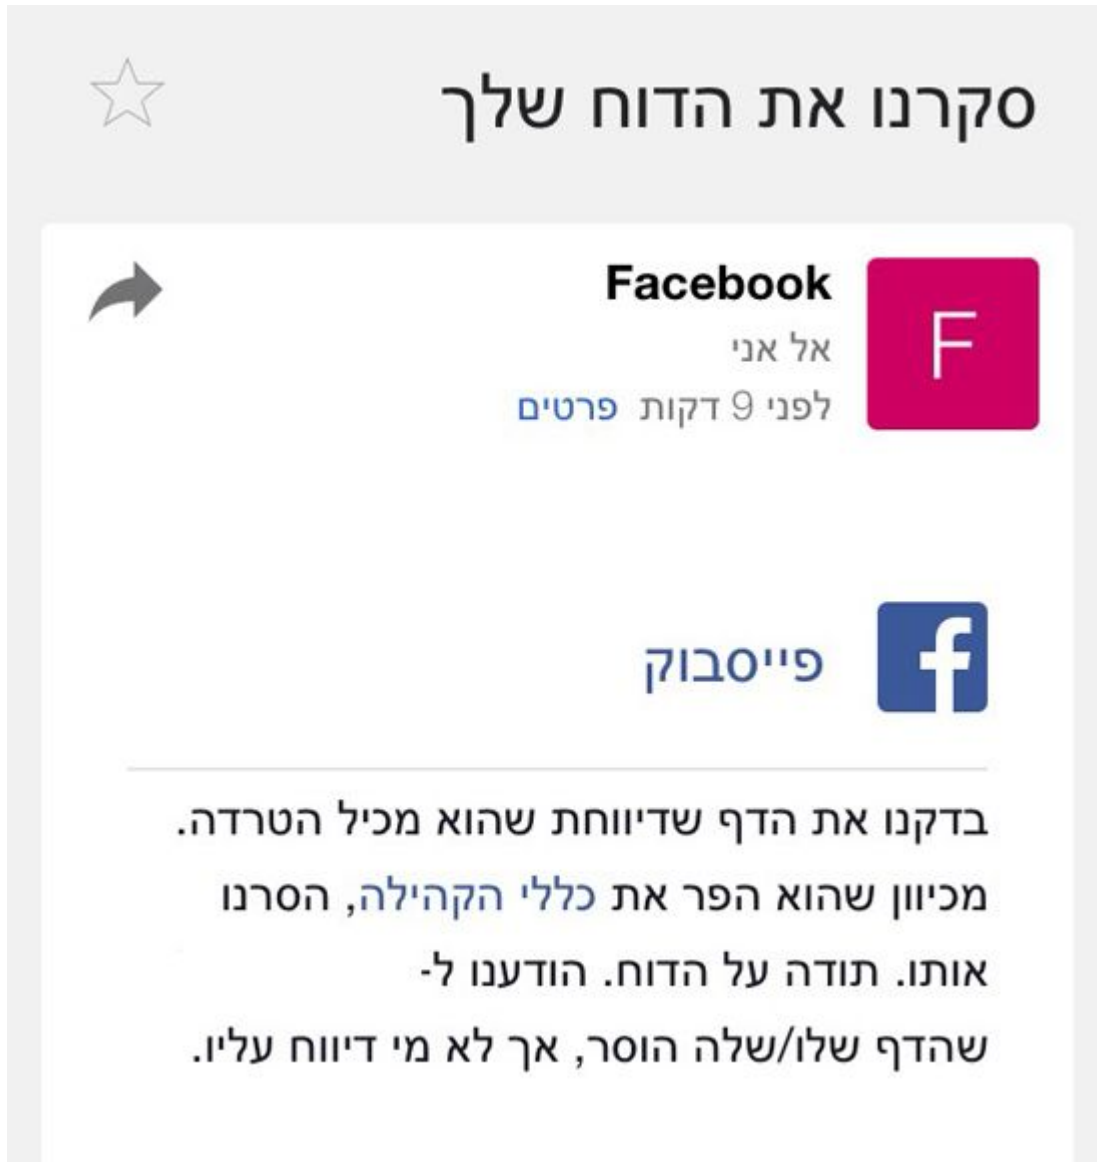 סקרנו את הדוח שלך
Facebook
F
אל אני
לפני 9 דקות פרטים
פייסבוק
בדקנו את הדף שדיווחת שהוא מכיל הטרדה.
מכיוון שהוא הפר את כללי הקהילה, הסרנו
אותו. תודה על הדוח. הודענו ל-
שהדף שלו/שלה הוסר, אך לא מי דיווח עליו.